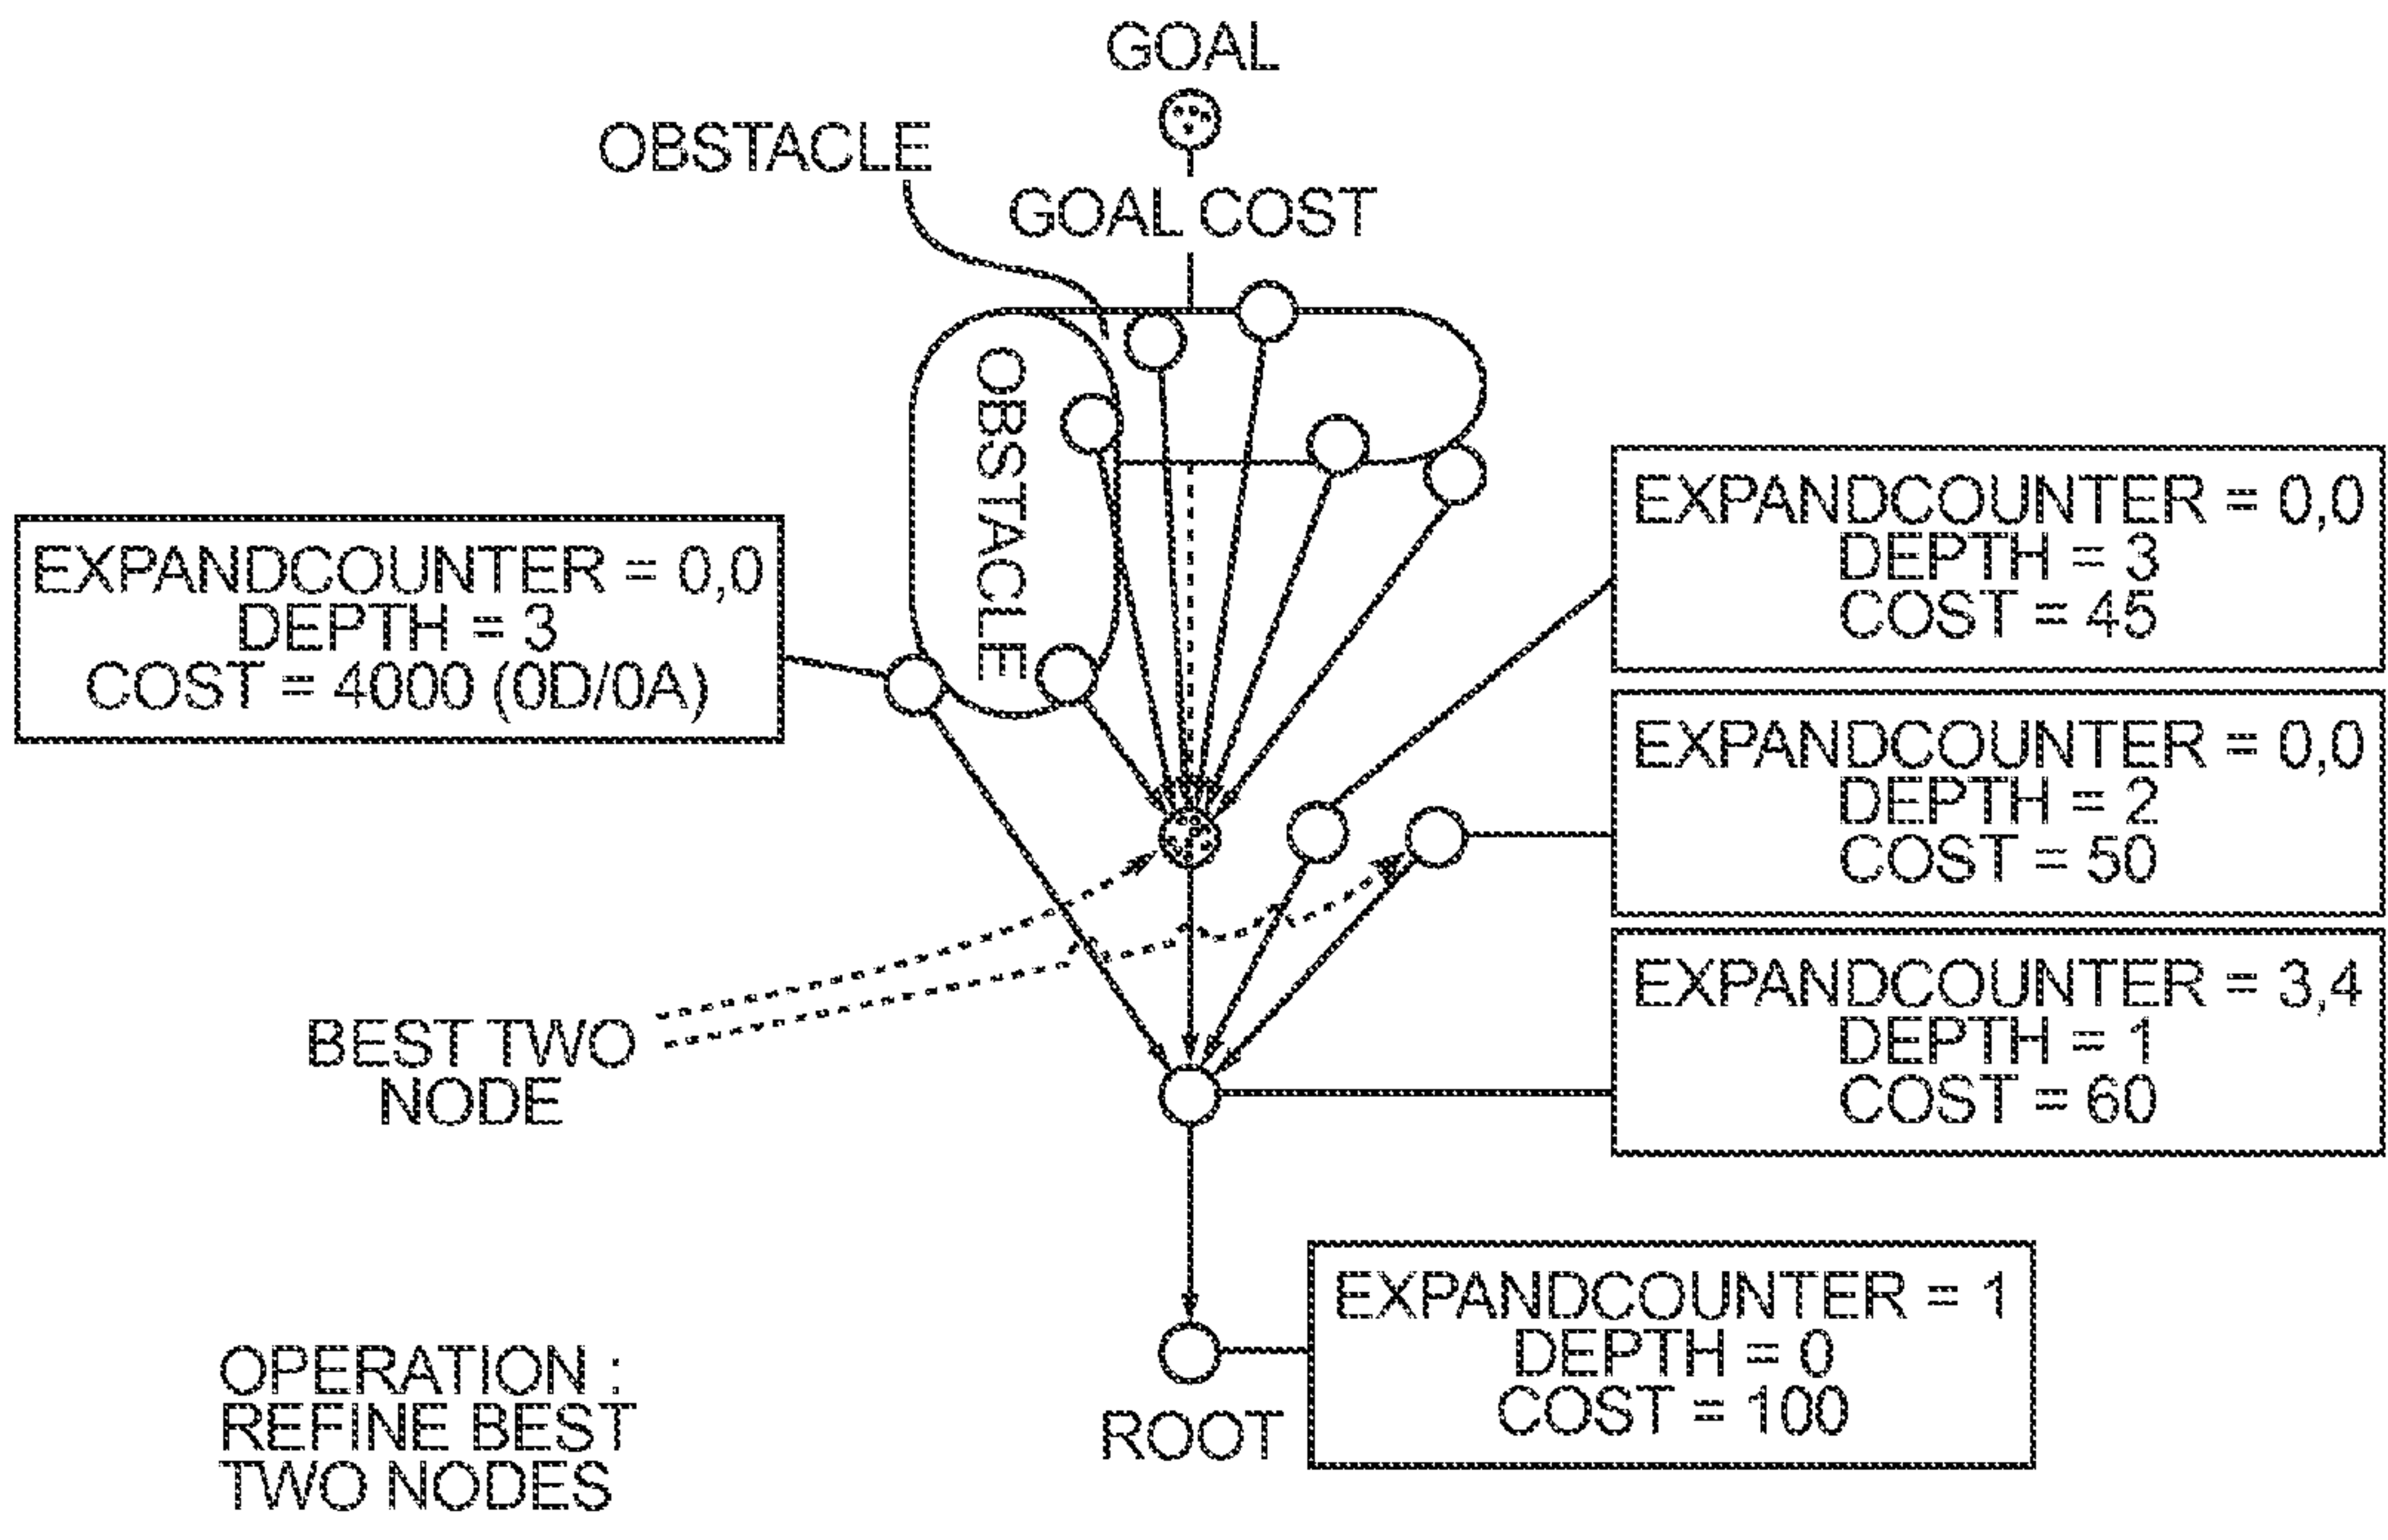 GOAL
OBSTACLE
GOAL COST
OBSTACLE
EXPANDCOUNTER = 0,0
DEPTH = 3
COST = 4000 (0D/0A)
EXPANDCOUNTER = 0,0
DEPTH = 3
COST = 45
EXPANDCOUNTER = 0,0
DEPTH = 2
COST = 50
EXPANDCOUNTER = 3,4
DEPTH = 1
COST = 60
BEST TWO
NODE
EXPANDCOUNTER = 1
DEPTH = 0
COST = 100
ROOT
OPERATION :
REFINE BEST
TWO NODES